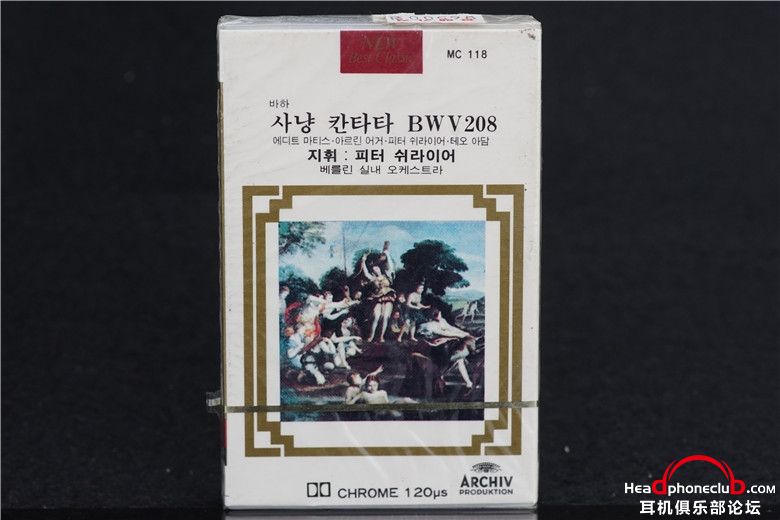 NEW
Best Classic
MC 118
바하
사냥 칸타타 BWV208
에디트 마티스·아르린 어거·피터 쉬라이어·테오 아담
지휘 : 피터 쉬라이어
베를린 실내 오케스트라
CHROME 120μs
ARCHIV
PRODUKTION
HeadphoneClub.com
耳机俱乐部论坛